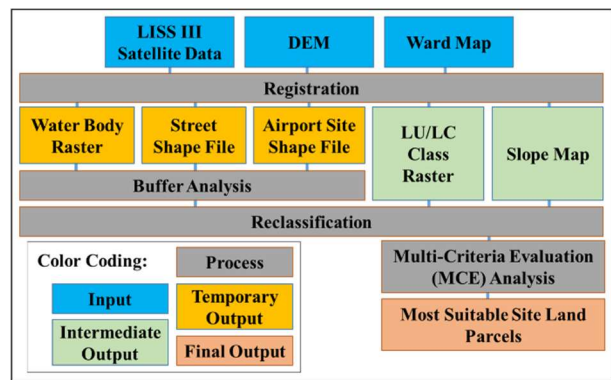 LISS III
Satellite Data
DEM
Ward Map
Registration
Water Body
Raster
Street
Shape File
Airport Site
Shape File
LU/LC
Class
Raster
Slope Map
Buffer Analysis
Reclassification
Color Coding:
Process
Input
Temporary
Output
Intermediate
Output
Final Output
Multi-Criteria Evaluation
(MCE) Analysis
Most Suitable Site Land
Parcels